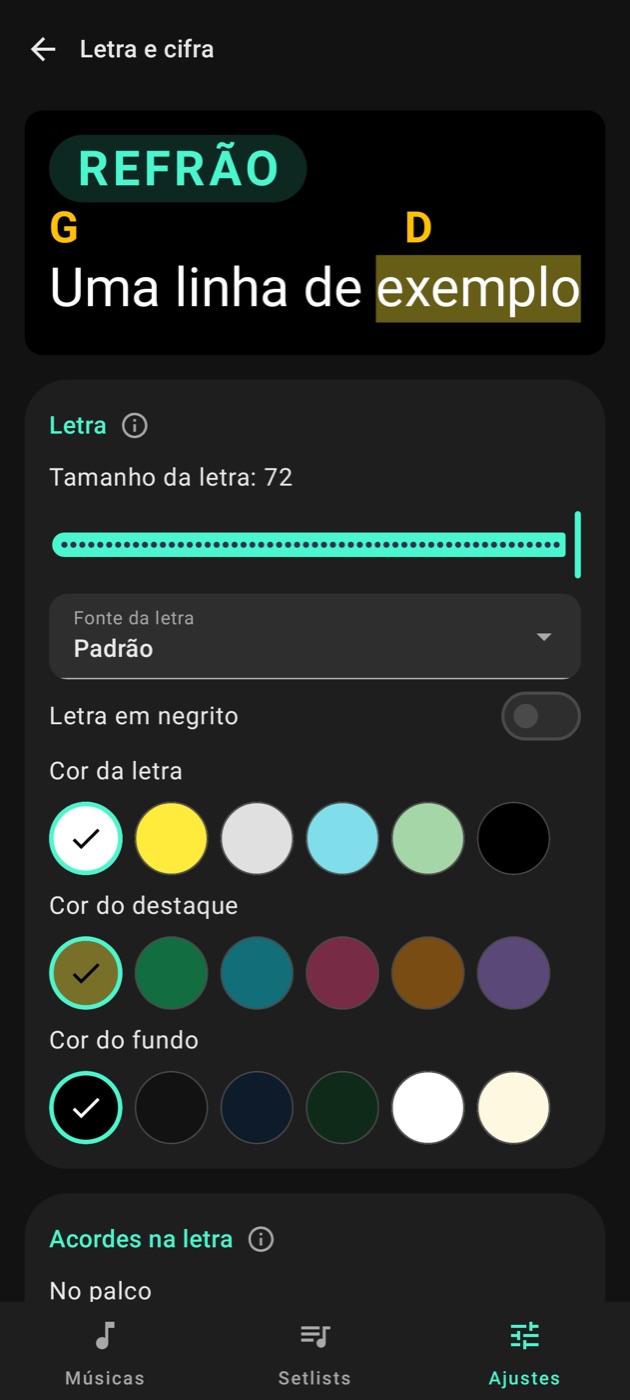 Letra e cifra
REFRÃO
G D
Uma linha de exemplo
Letra
Tamanho da letra: 72
Fonte da letra
Padrão
Letra em negrito
Cor da letra
Cor do destaque
Cor do fundo
Acordes na letra
No palco
Músicas Setlists Ajustes